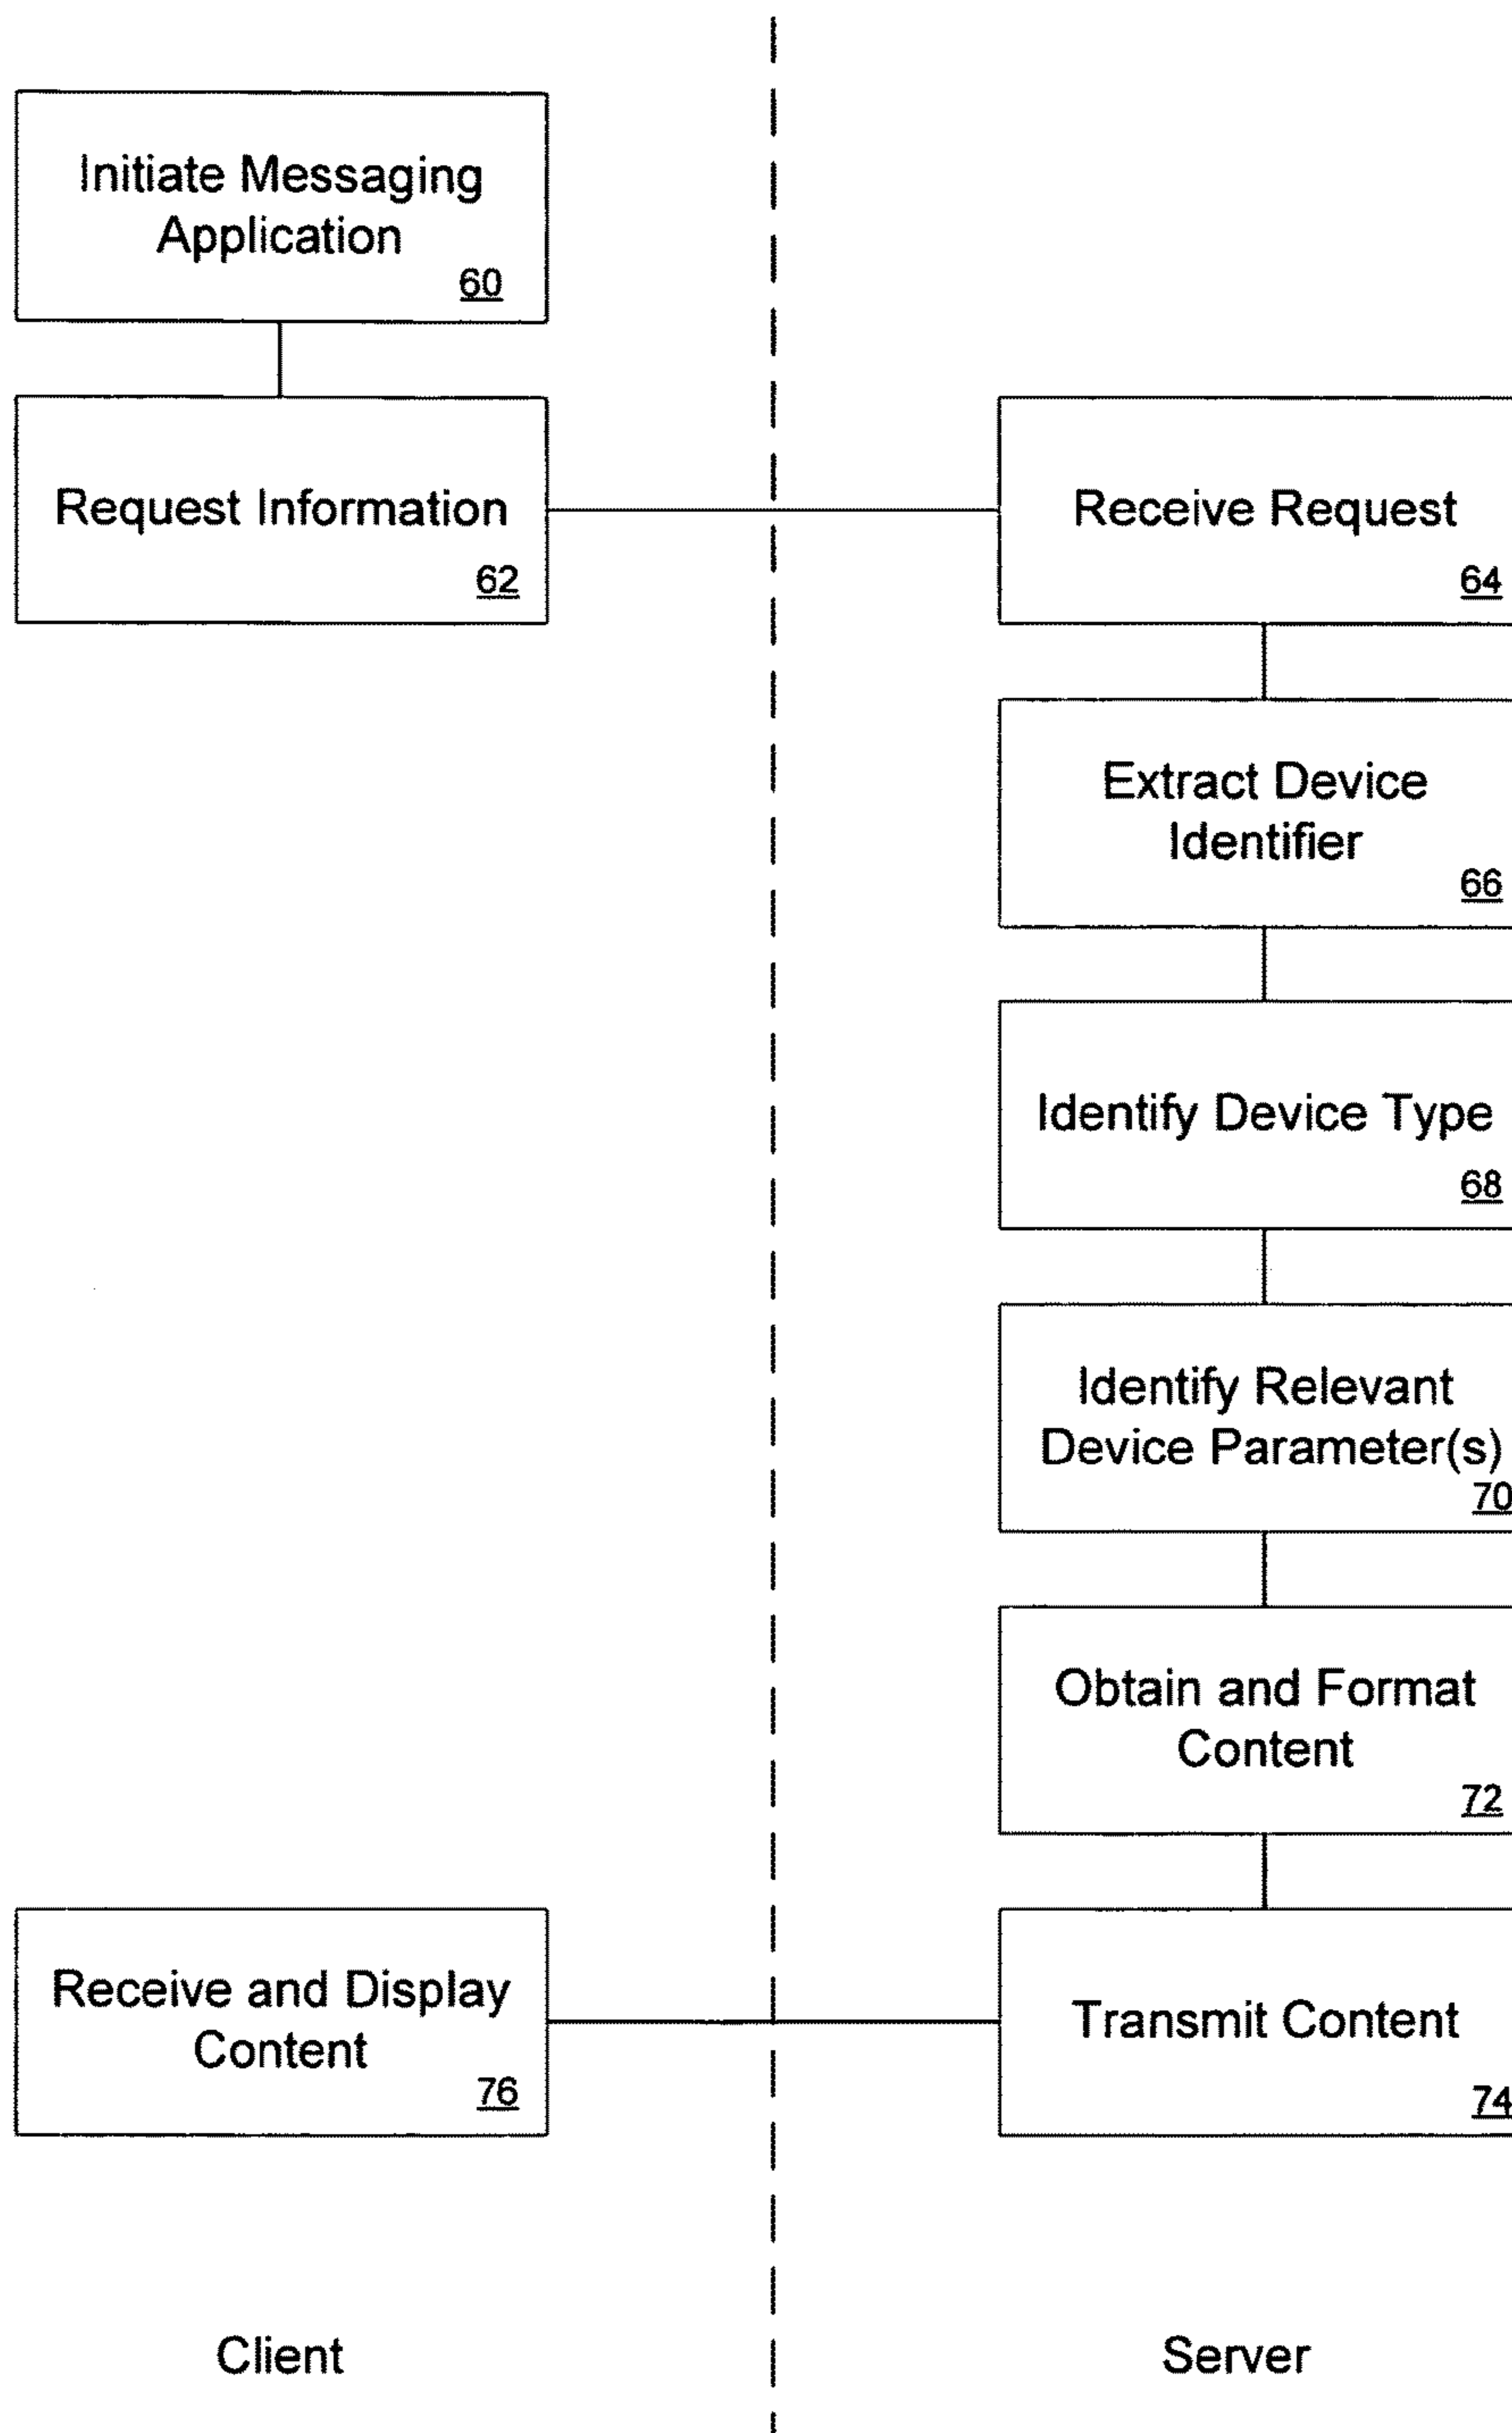 Initiate Messaging
Application
60
Request Information
62
Receive Request
64
Extract Device
Identifier
66
Identify Device Type
68
Identify Relevant
Device Parameter(s)
70
Obtain and Format
Content
72
Receive and Display
Content
76
Transmit Content
74
Client
Server